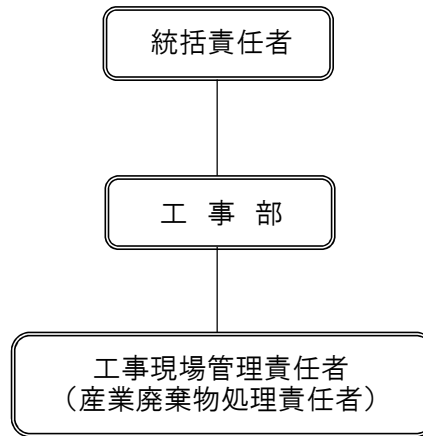 統括責任者
工 事 部
工事現場管理責任者
（産業廃棄物処理責任者）